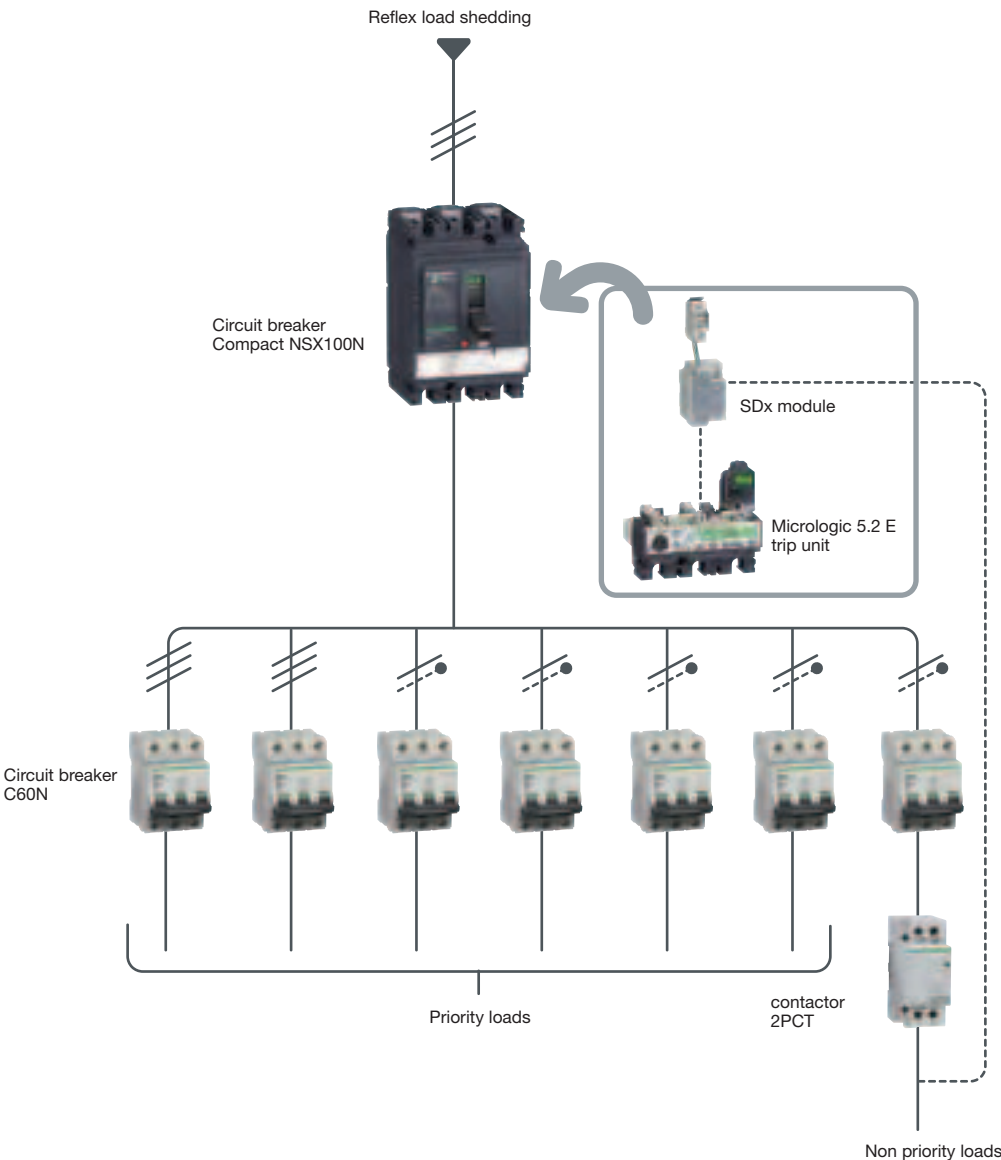 Reflex load shedding
Circuit breaker
Compact NSX100N
SDx module
Micrologic 5.2 E
trip unit
Circuit breaker
C60N
Priority loads
contactor
2PCT
Non priority loads